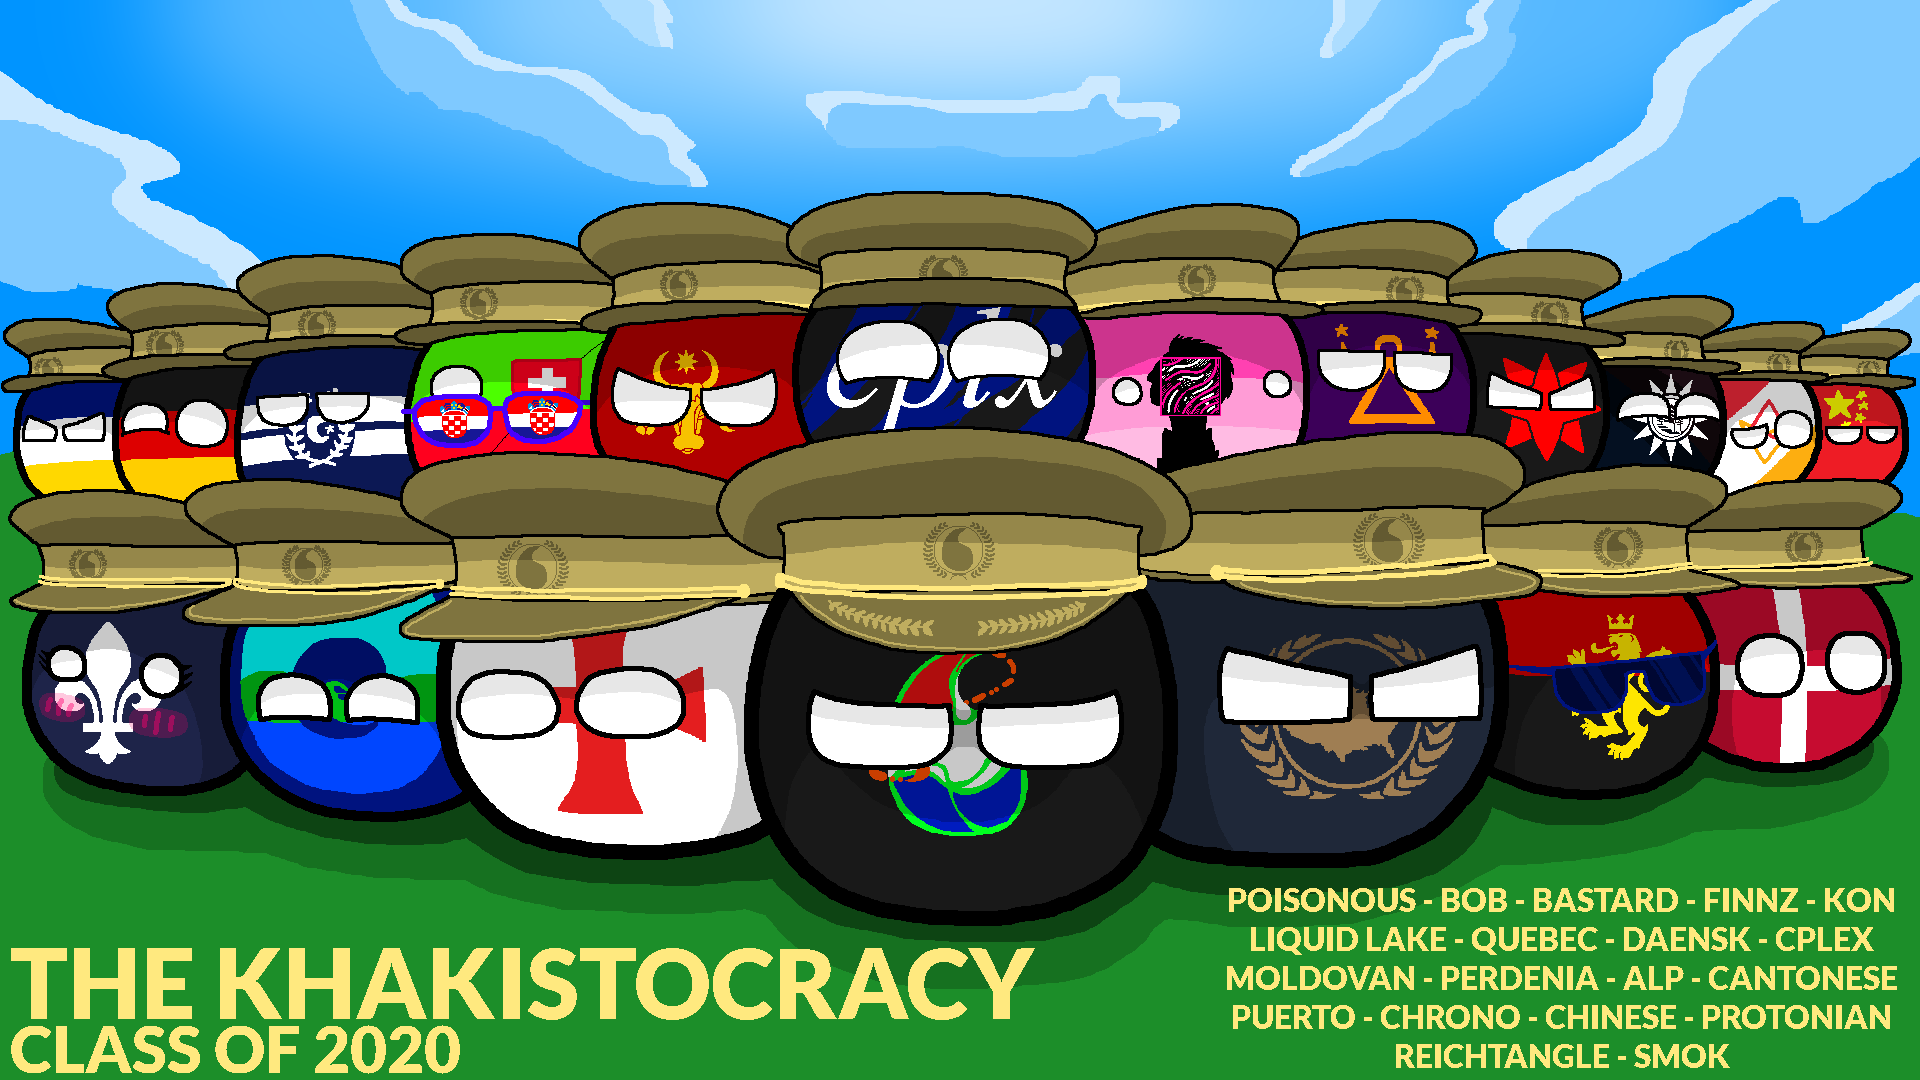 cplx
THE KHAKISTOCRACY
CLASS OF 2020
POISONOUS - BOB - BASTARD - FINNZ - KON
LIQUID LAKE - QUEBEC - DAENSK - CPLEX
MOLDOVAN - PERDENIA - ALP - CANTONESE
PUERTO - CHRONO - CHINESE - PROTONIAN
REICHTANGLE - SMOK